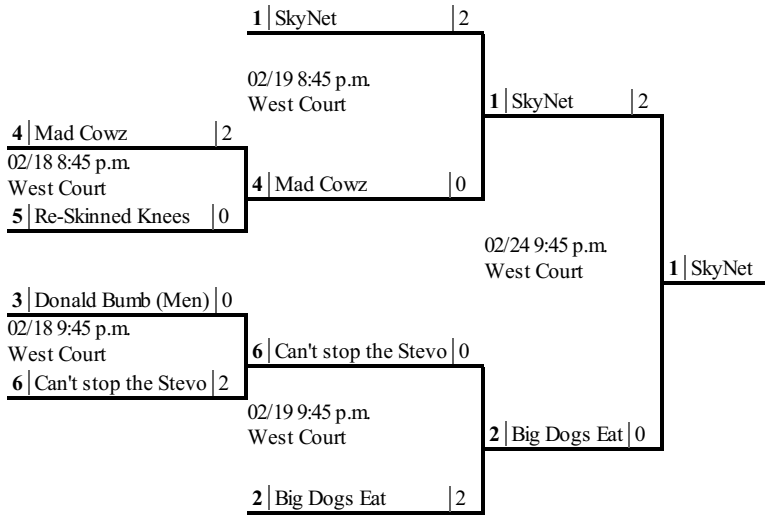 1 SkyNet 2
02/19 8:45 p.m.
West Court
1 SkyNet 2
4 Mad Cowz 2
02/18 8:45 p.m.
West Court
4 Mad Cowz 0
5 Re-Skinned Knees 0
02/24 9:45 p.m.
West Court
1 SkyNet
3 Donald Bumb (Men) 0
02/18 9:45 p.m.
West Court
6 Can't stop the Stevo 0
6 Can't stop the Stevo 2
02/19 9:45 p.m.
West Court
2 Big Dogs Eat 0
2 Big Dogs Eat 2